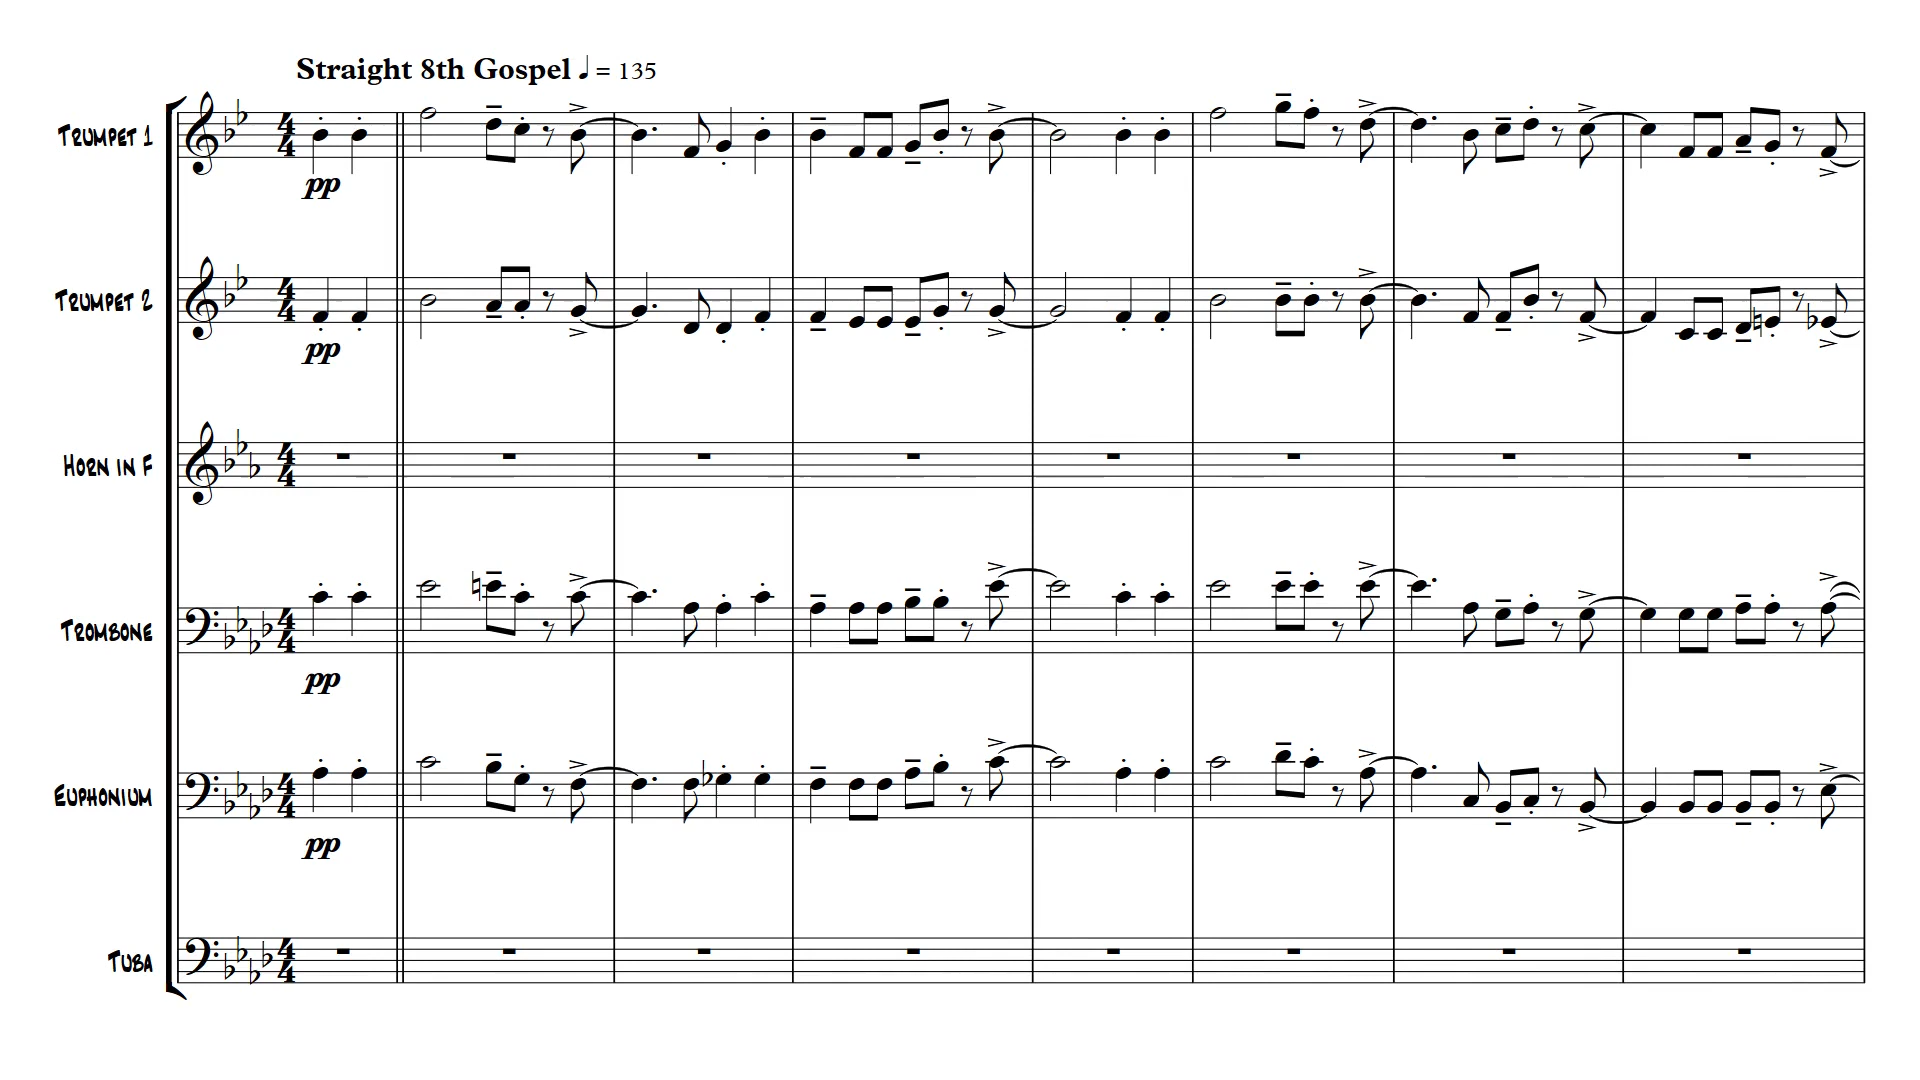 Straight 8th Gospel ♩ = 135
Trumpet 1
pp
Trumpet 2
pp
Horn in F
Trombone
pp
Euphonium
pp
Tuba